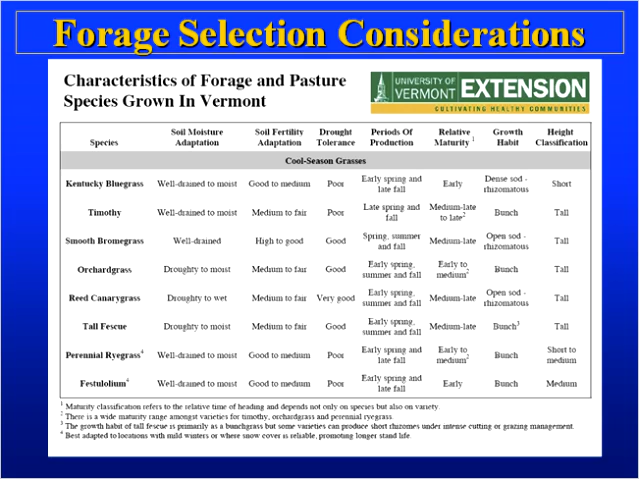 Forage Selection Considerations
Characteristics of Forage and Pasture
Species Grown In Vermont
UNIVERSITY OF
VERMONT
EXTENSION
CULTIVATING HEALTHY COMMUNITIES
Species Soil Moisture Adaptation Soil Fertility Adaptation Drought Tolerance Periods Of Production Relative Maturity 1 Growth Habit Height Classification
Cool-Season Grasses
Kentucky Bluegrass Well-drained to moist Good to medium Poor Early spring and late fall Early Dense sod - rhizomatous Short
Timothy Well-drained to moist Medium to fair Poor Late spring and fall Medium-late to late2 Bunch Tall
Smooth Bromegrass Well-drained High to good Good Spring, summer and fall Medium-late Open sod - rhizomatous Tall
Orchardgrass Droughty to moist Medium to fair Good Early spring, summer and fall Early to medium2 Bunch Tall
Reed Canarygrass Droughty to wet Medium to fair Very good Early spring, summer and fall Medium-late Open sod - rhizomatous Tall
Tall Fescue Droughty to moist Medium to fair Good Early spring, summer and fall Medium-late Bunch3 Tall
Perennial Ryegrass4 Well-drained to moist Good to medium Poor Early spring and late fall Early to medium2 Bunch Short to medium
Festulolium4 Well-drained to moist Good to medium Poor Early spring and late fall Early Bunch Medium
1 Maturity classification refers to the relative time of heading and depends not only on species but also on variety.
2 There is a wide maturity range amongst varieties for timothy, orchardgrass and perennial ryegrass.
3 The growth habit of tall fescue is primarily as a bunchgrass but some varieties can produce short rhizomes under intense cutting or grazing management.
4 Best adapted to locations with mild winters or where snow cover is reliable, promoting longer stand life.